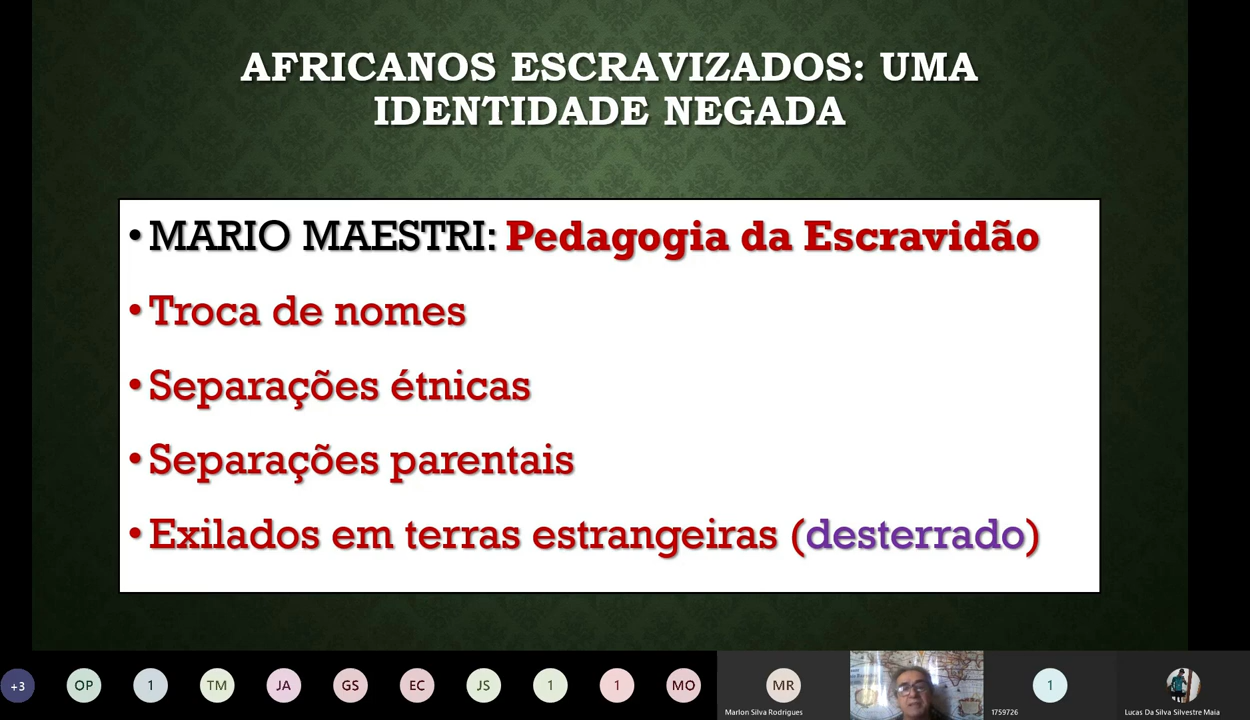 AFRICANOS ESCRAVIZADOS: UMA
IDENTIDADE NEGADA
•MARIO MAESTRI: Pedagogia da Escravidão
•Troca de nomes
•Separações étnicas
•Separações parentais
•Exilados em terras estrangeiras (desterrado)
+3
OP
1
TM
JA
GS
EC
JS
1
1
MO
MR
1
Marlon Silva Rodrigues
1759726
Lucas Da Silva Silvestre Maia